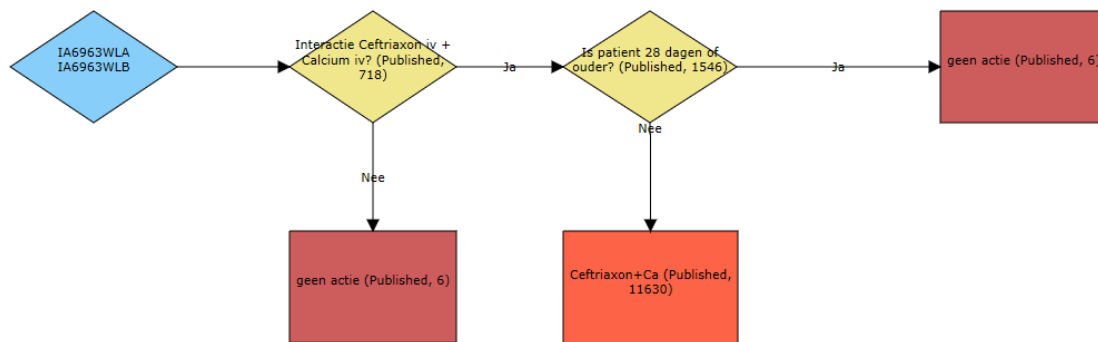 IA6963WLA
IA6963WLB
Interactie Ceftriaxon iv +
Calcium iv? (Published,
718)
Ja
Is patient 28 dagen of
ouder? (Published, 1546)
Ja
geen actie (Published, 6)
Nee
Nee
geen actie (Published, 6)
Ceftriaxon+Ca (Published,
11630)